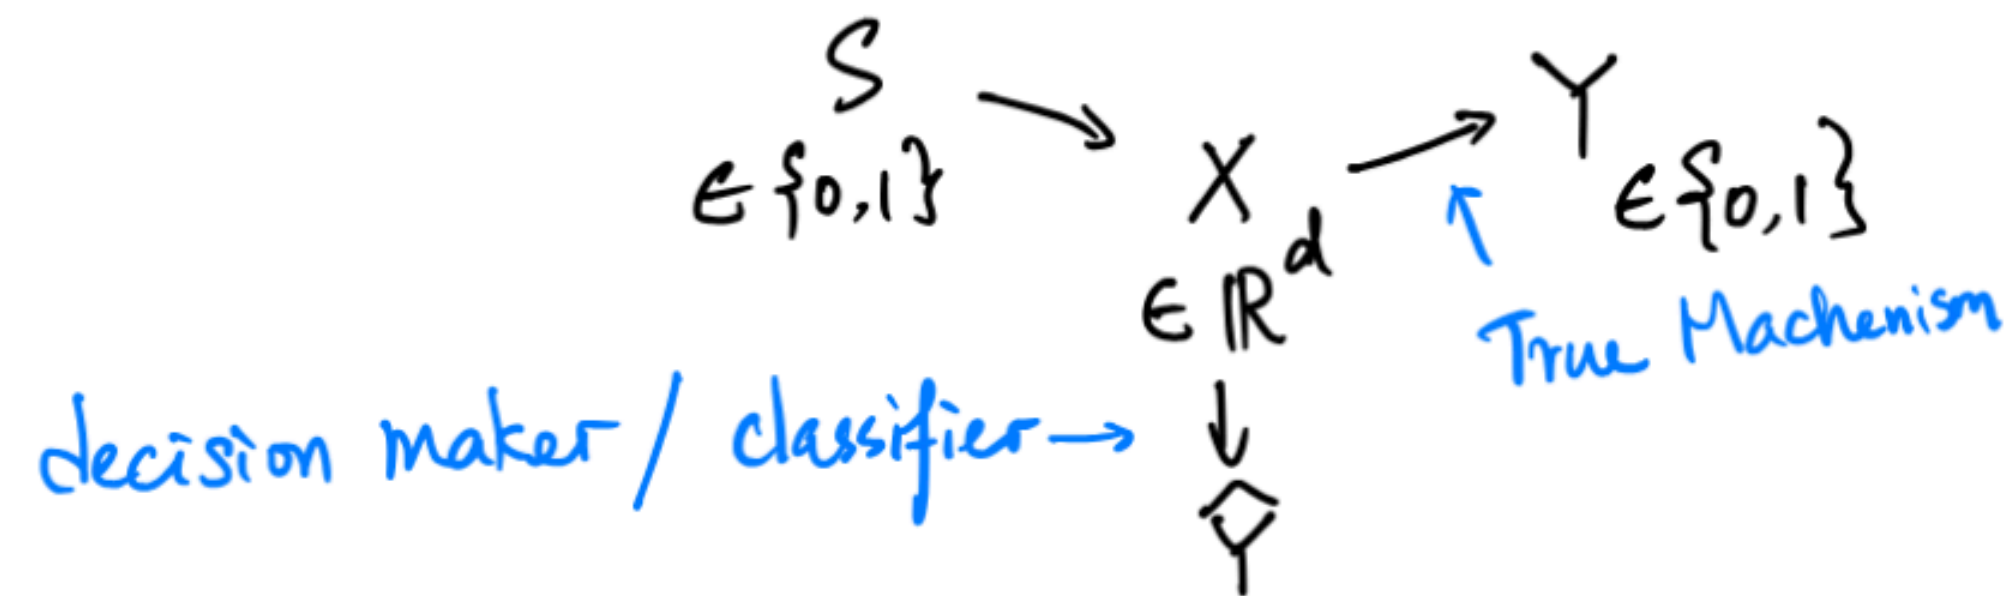 S
∈{0,1}
X
∈ℝ^d
Y
∈{0,1}
True Machenism
decision maker/classifier→
Ŷ